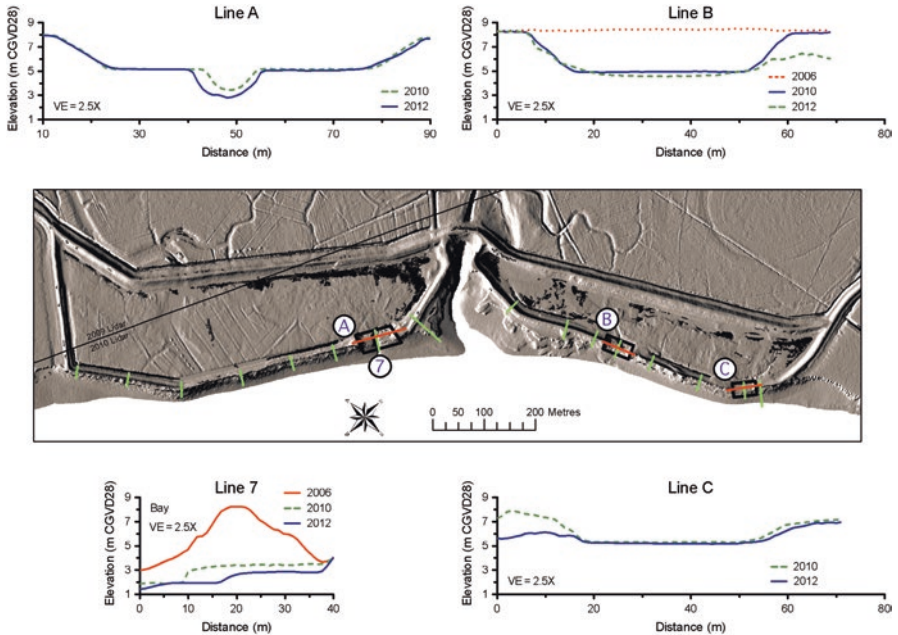 Line A
Elevation (m CGVD28)
9
7
5
3
1
VE = 2.5X
2010
2012
10 30 50 70 90
Distance (m)
Line B
Elevation (m CGVD28)
9
7
5
3
1
VE = 2.5X
2006
2010
2012
0 20 40 60 800
Distance (m)
2009 Lidar
2010 Lidar
A
7
B
C
0 50 100 200 Metres
Line 7
Elevation (m CGVD28)
9
7
5
3
1
Bay
VE = 2.5X
2006
2010
2012
0 10 20 30 40
Distance (m)
Line C
Elevation (m CGVD28)
9
7
5
3
1
VE = 2.5X
2010
2012
0 20 40 60 800
Distance (m)